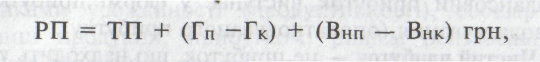 РП = ТП + (Гп – Гк) + (Внп — Внк) грн,